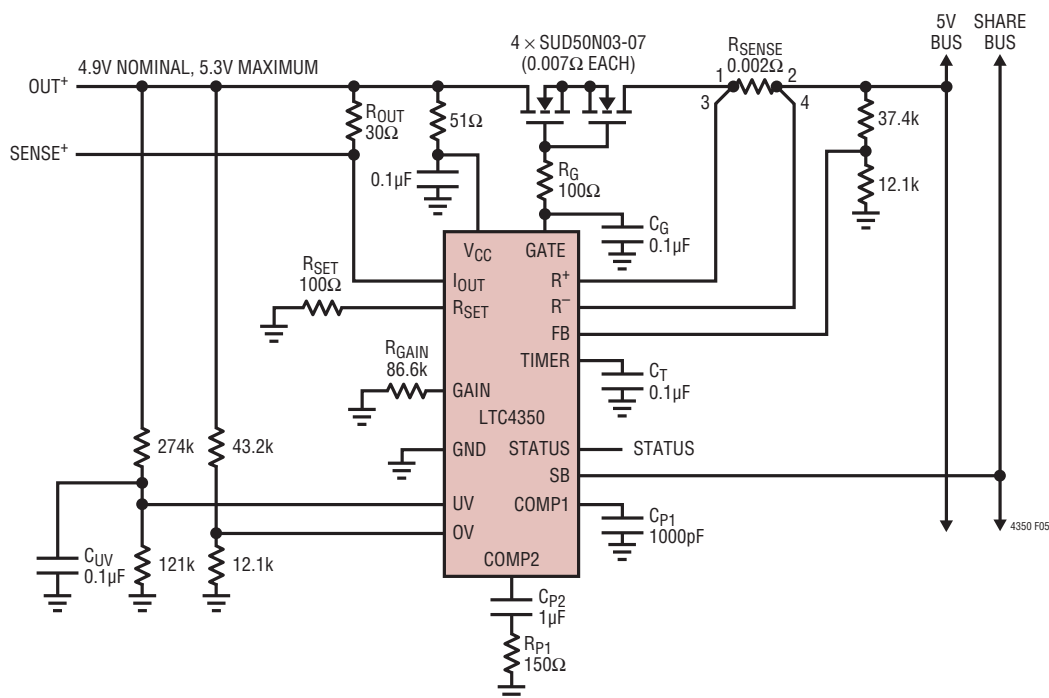 5V
BUS
SHARE
BUS
4 × SUD50N03-07
(0.007Ω EACH)
RSENSE
0.002Ω
4.9V NOMINAL, 5.3V MAXIMUM
OUT+
1
2
3
4
ROUT
30Ω
51Ω
37.4k
SENSE+
0.1µF
RG
100Ω
12.1k
CG
0.1µF
VCC
GATE
RSET
100Ω
IOUT
R+
RSET
R–
FB
RGAIN
86.6k
TIMER
CT
0.1µF
GAIN
LTC4350
274k
43.2k
GND
STATUS
STATUS
SB
UV
COMP1
OV
CP1
1000pF
4350 F05
CUV
0.1µF
121k
12.1k
COMP2
CP2
1µF
RP1
150Ω